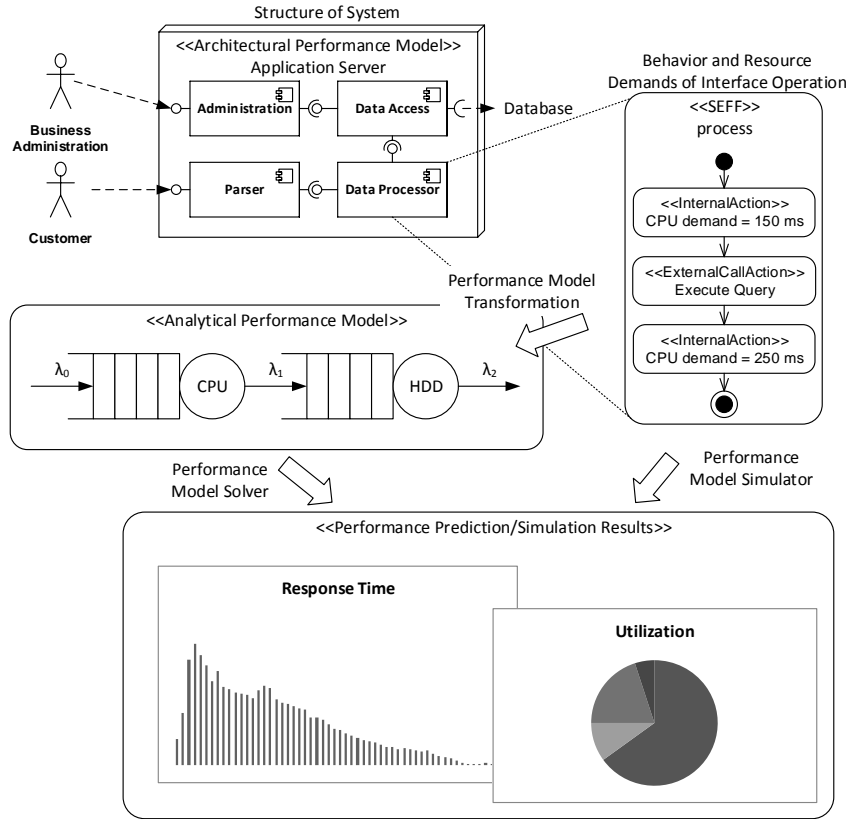 Structure of System
<<Architectural Performance Model>>
Application Server
Administration
Data Access
Database
Business
Administration
Parser
Data Processor
Customer
Behavior and Resource
Demands of Interface Operation
<<SEFF>>
process
<<InternalAction>>
CPU demand = 150 ms
<<ExternalCallAction>>
Execute Query
<<InternalAction>>
CPU demand = 250 ms
Performance Model
Transformation
<<Analytical Performance Model>>
λ0
CPU
λ1
HDD
λ2
Performance
Model Solver
Performance
Model Simulator
<<Performance Prediction/Simulation Results>>
Response Time
Utilization